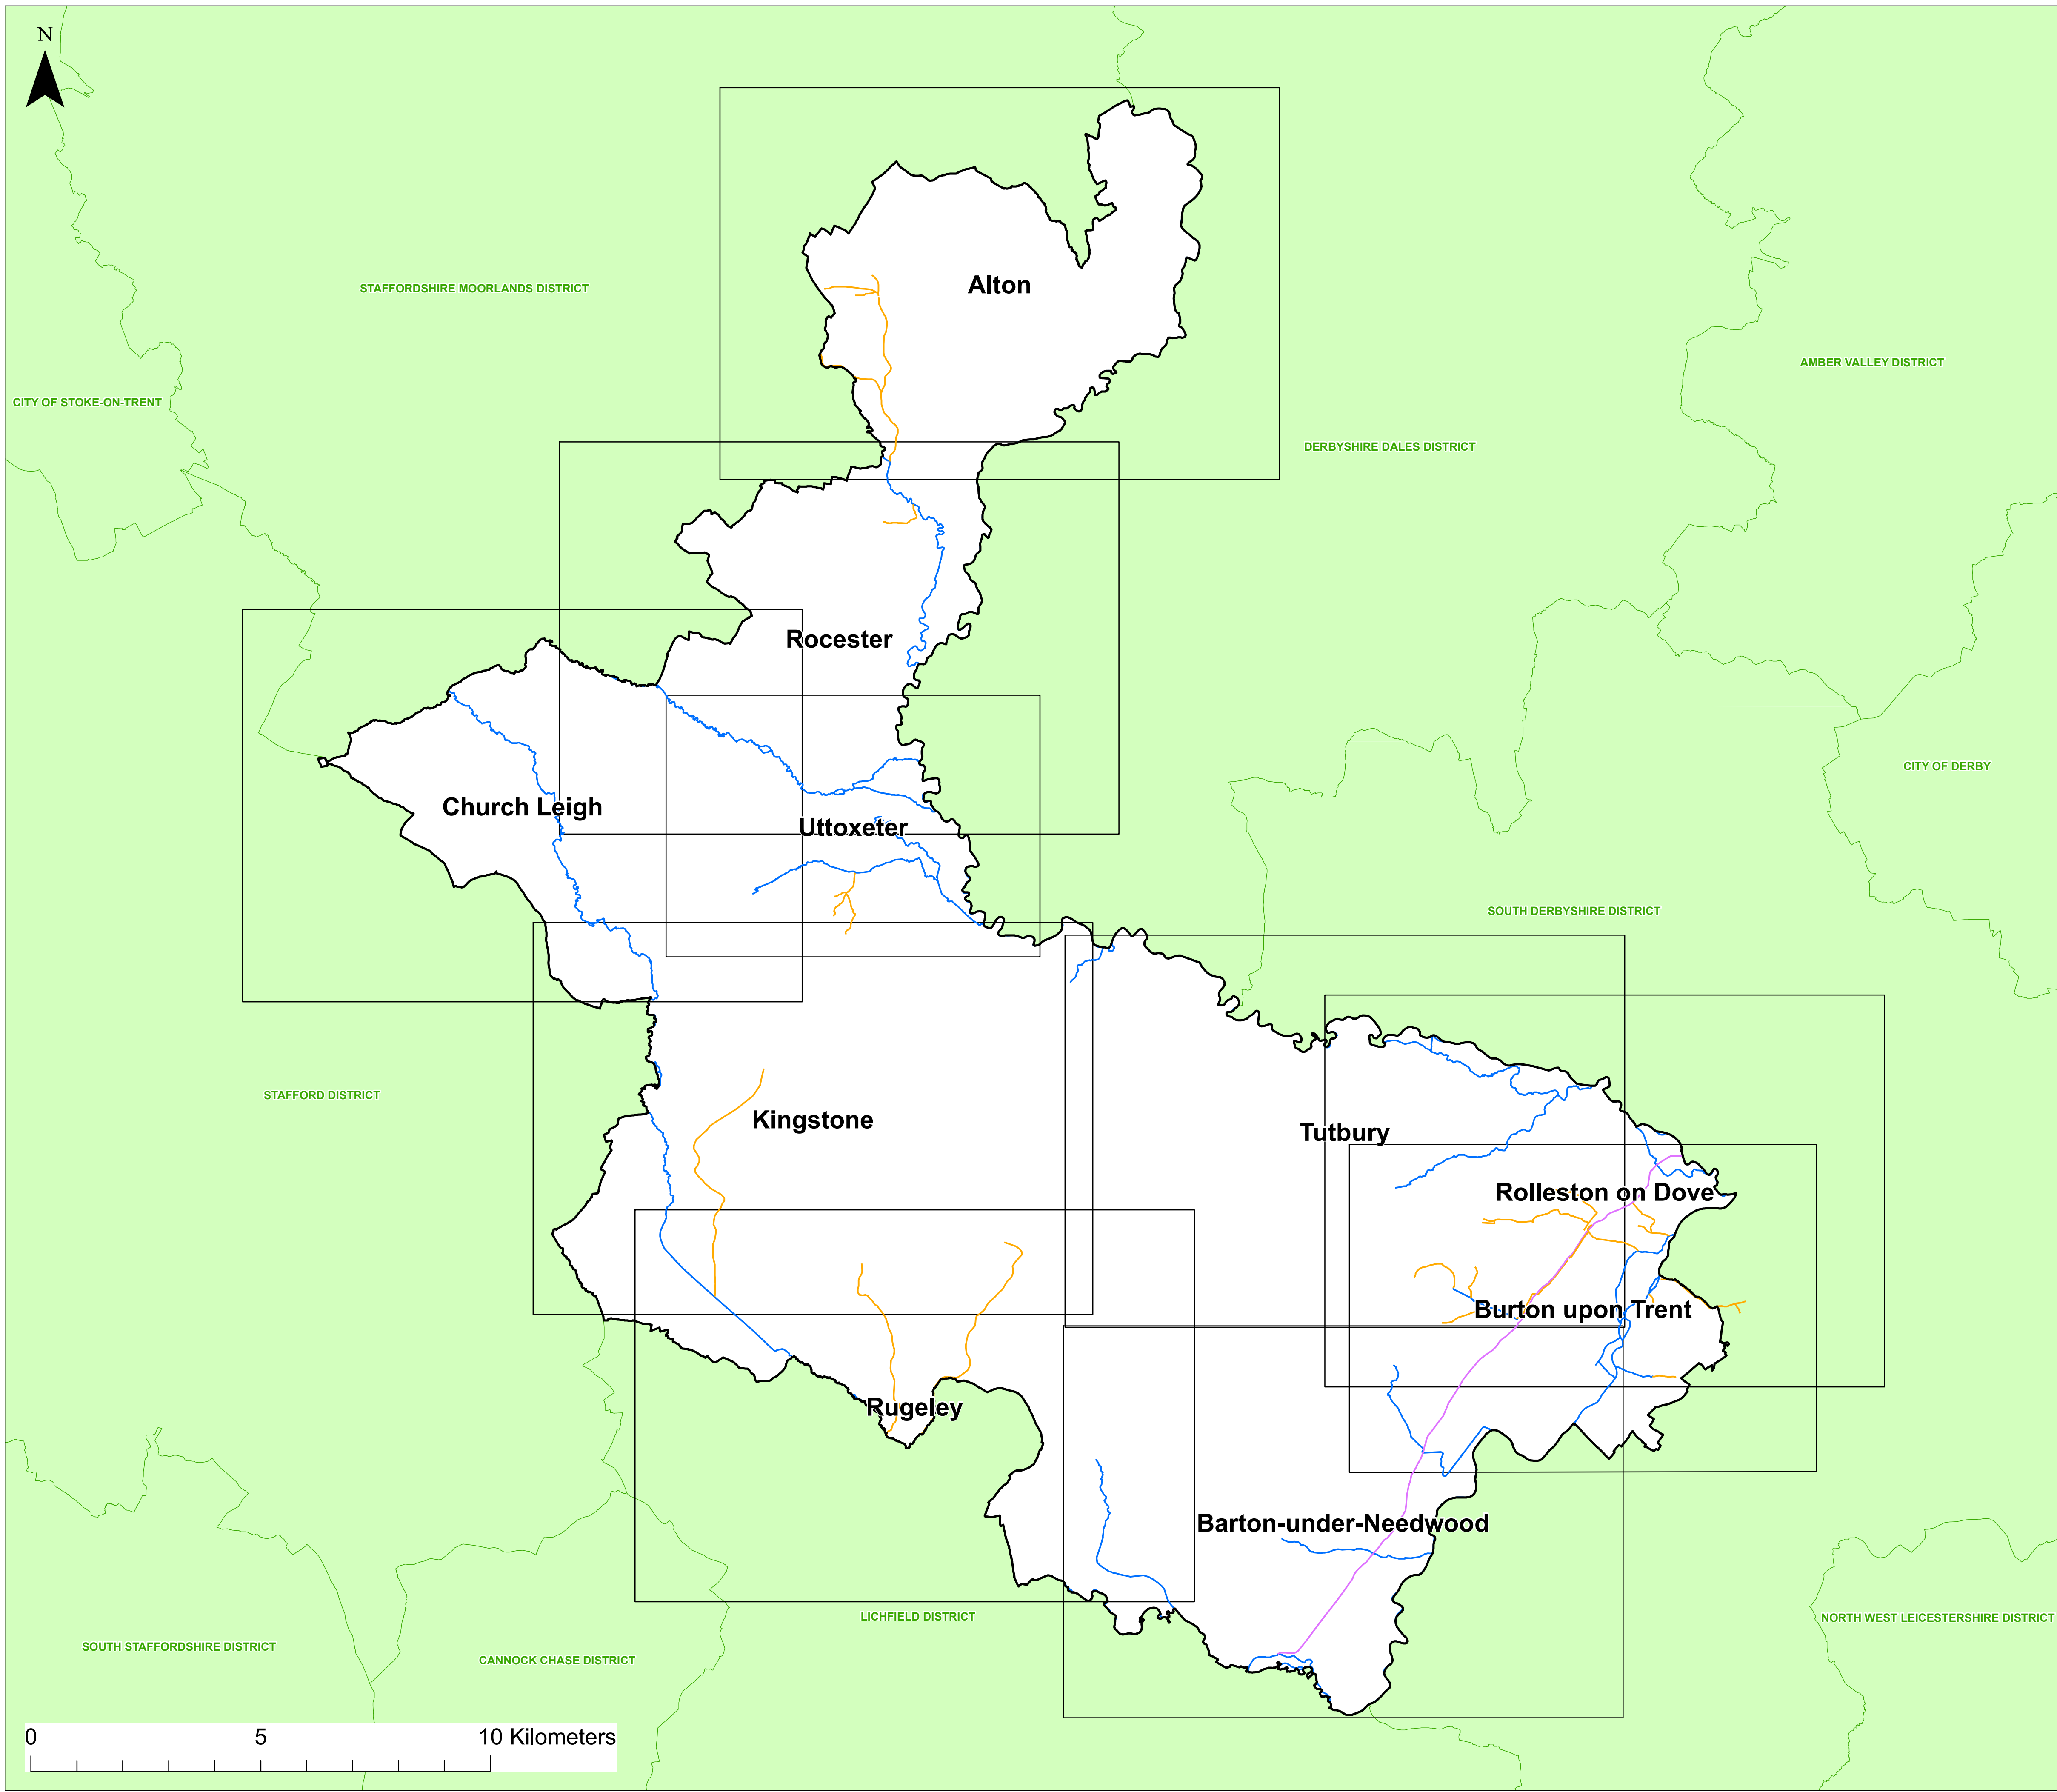 N
Alton
STAFFORDSHIRE MOORLANDS DISTRICT
AMBER VALLEY DISTRICT
CITY OF STOKE-ON-TRENT
DERBYSHIRE DALES DISTRICT
Rocester
CITY OF DERBY
Church Leigh
Uttoxeter
SOUTH DERBYSHIRE DISTRICT
STAFFORD DISTRICT
Kingstone
Tutbury
Rolleston on Dove
Burton upon Trent
Rugeley
Barton-under-Needwood
LICHFIELD DISTRICT
NORTH WEST LEICESTERSHIRE DISTRICT
SOUTH STAFFORDSHIRE DISTRICT
CANNOCK CHASE DISTRICT
0 5 10 Kilometers